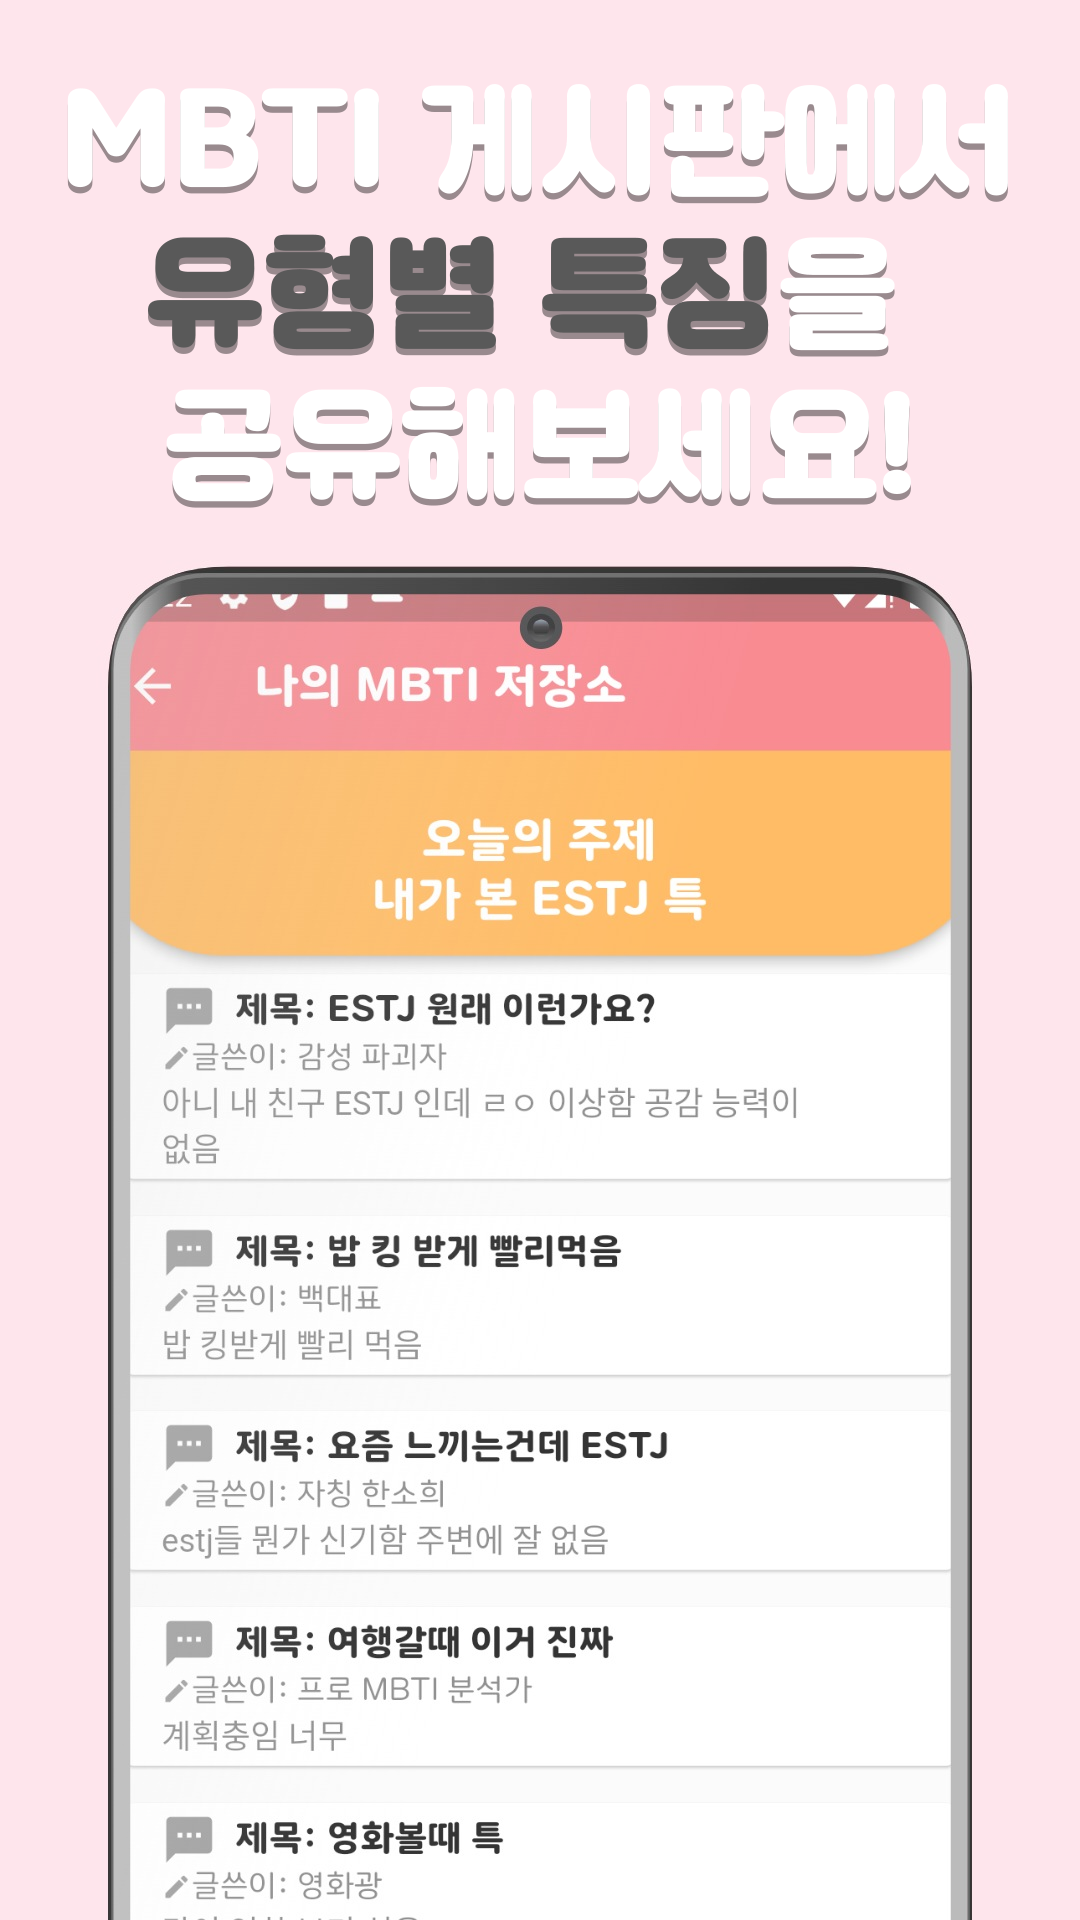 MBTI 게시판에서
유형별 특징을
공유해보세요!
나의 MBTI 저장소
오늘의 주제
내가 본 ESTJ 특
제목: ESTJ 원래 이런가요?
글쓴이: 감성 파괴자
아니 내 친구 ESTJ 인데 ㄹㅇ 이상함 공감 능력이
없음
제목: 밥 킹 받게 빨리먹음
글쓴이: 백대표
밥 킹받게 빨리 먹음
제목: 요즘 느끼는건데 ESTJ
글쓴이: 자칭 한소희
estj들 뭔가 신기함 주변에 잘 없음
제목: 여행갈때 이거 진짜
글쓴이: 프로 MBTI 분석가
계획충임 너무
제목: 영화볼때 특
글쓴이: 영화광